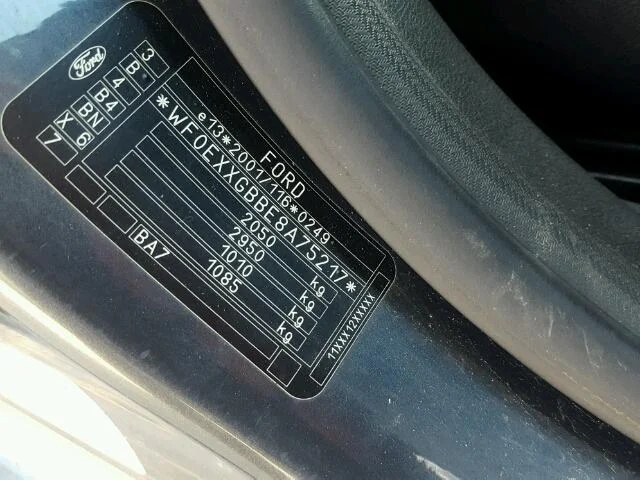 Ford
FORD
e13*2001/116*0249
*WF0EXXGBBE8A75217*
2050 kg
2950 kg
1010 kg
1085 kg
BA7
11XXX12XXXXX
3
B 4
B4
BN
X 6
7